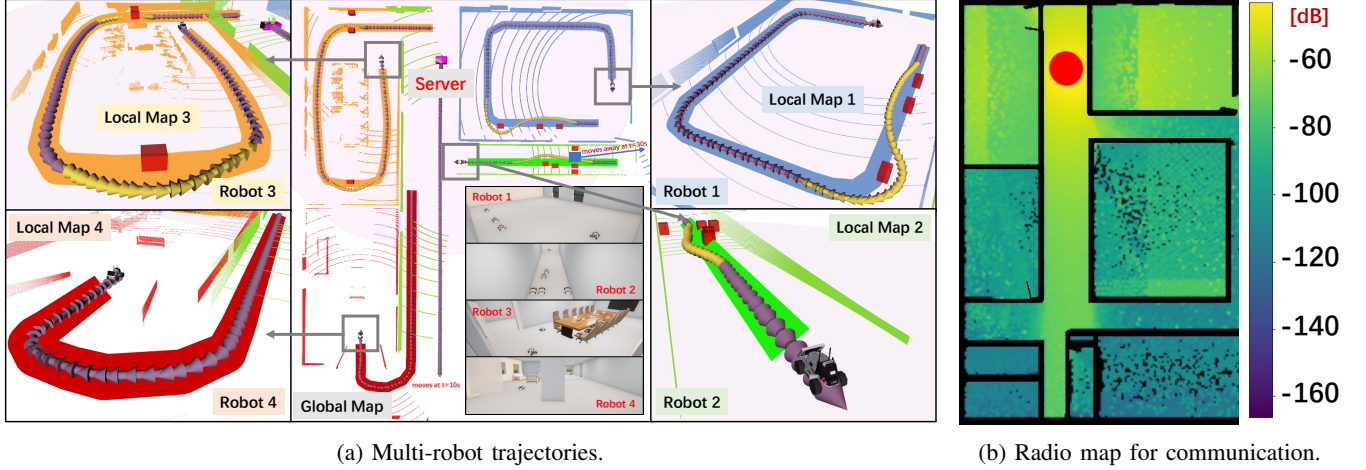 Local Map 3
Robot 3
Local Map 4
Robot 4
Server
moves away at t=30s
Robot 1
Robot 2
Robot 3
Robot 4
moves at t=10s
Global Map
Local Map 1
Robot 1
Local Map 2
Robot 2
[dB]
-60
-80
-100
-120
-140
-160
(a) Multi-robot trajectories.
(b) Radio map for communication.